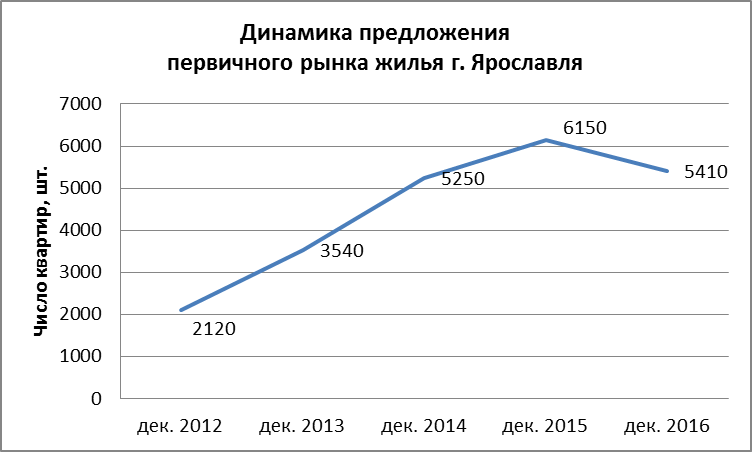 Динамика предложения
первичного рынка жилья г. Ярославля
Число квартир, шт.
7000
6000
5000
4000
3000
2000
1000
0
2120
3540
5250
6150
5410
дек. 2012
дек. 2013
дек. 2014
дек. 2015
дек. 2016